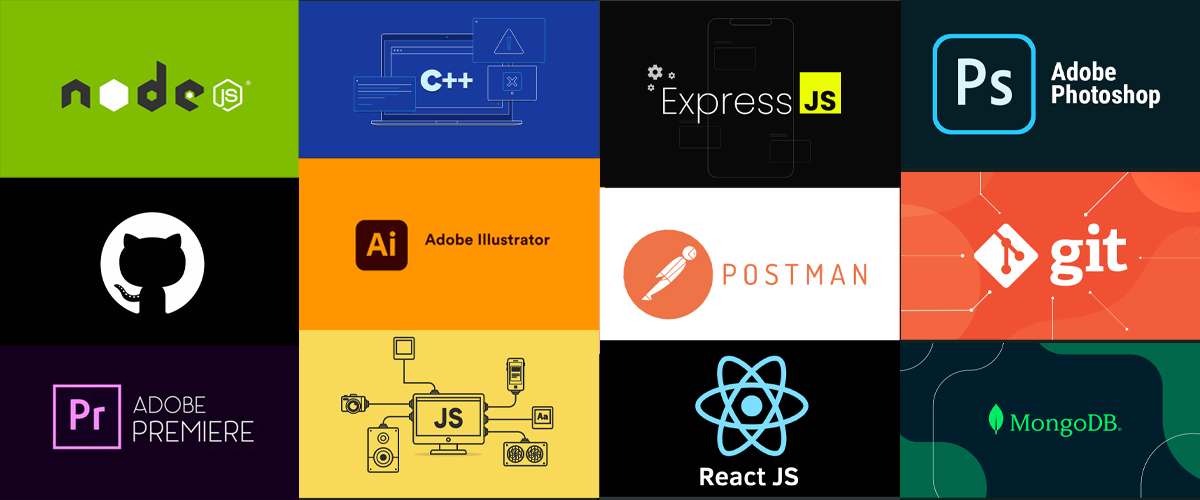 node
JS
®
C++
Express JS
Ps
Adobe
Photoshop
Ai
Adobe Illustrator
POSTMAN
git
Pr
ADOBE
PREMIERE
JS
Aa
React JS
MongoDB.